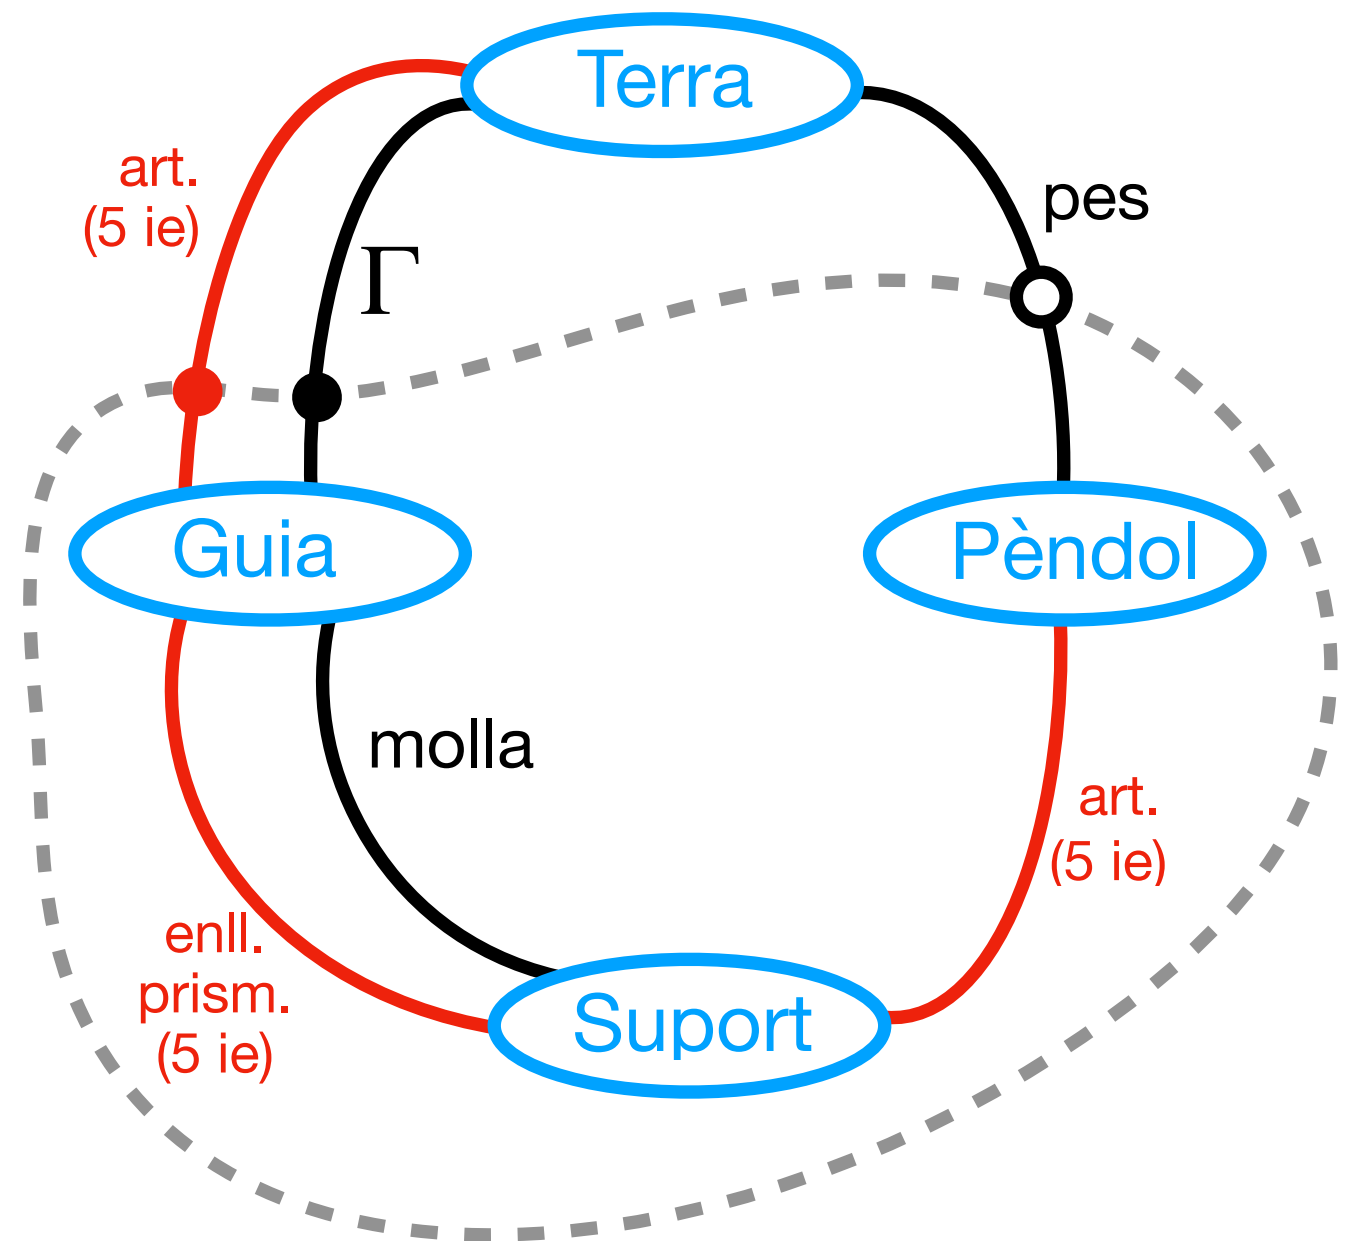 Terra
art.
(5 ie)
Γ
pes
Guia
Pèndol
molla
art.
(5 ie)
enll.
prism.
(5 ie)
Suport